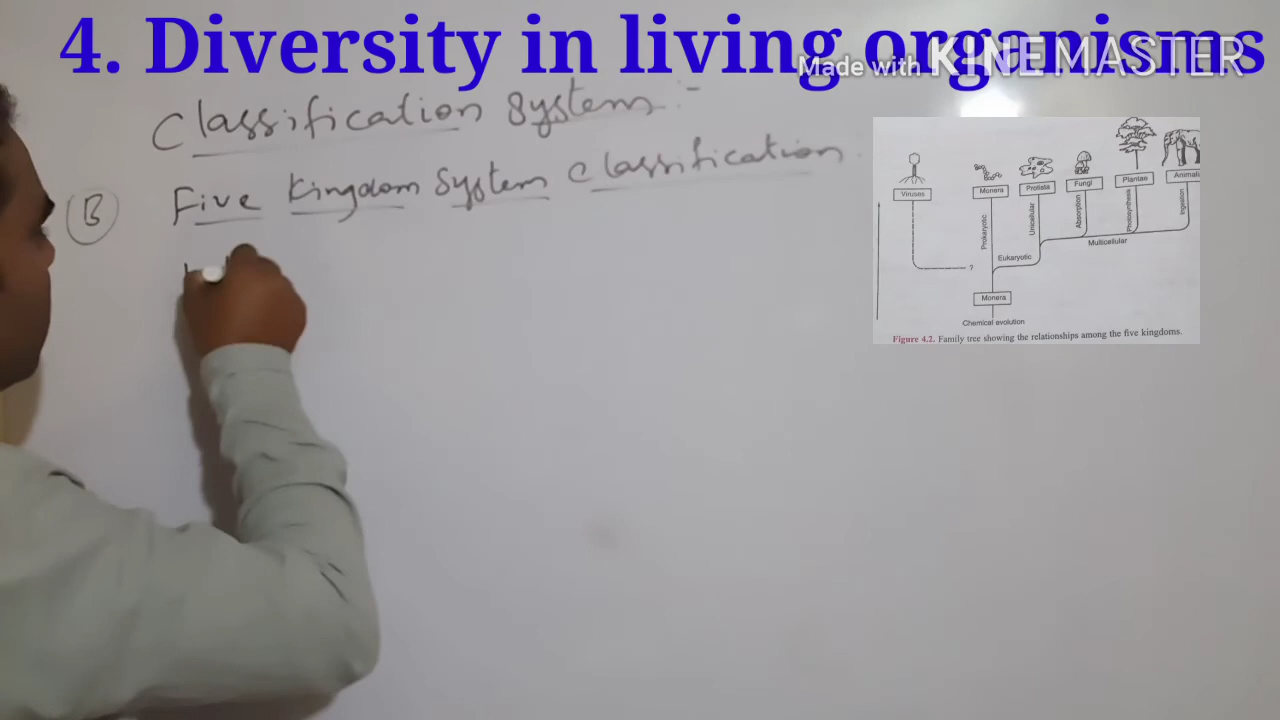 4. Diversity in living organisms
Made with KINEMASTER
Classification System :-
B Five Kingdom System Classification.
Viruses
Monera
Protista
Fungi
Plantae
Animali
Prokaryotic
Unicellular
Absorption
Photosynthesis
Ingestion
Multicellular
Eukaryotic
?
Monera
Chemical evolution
Figure 4.2. Family tree showing the relationships among the five kingdoms.